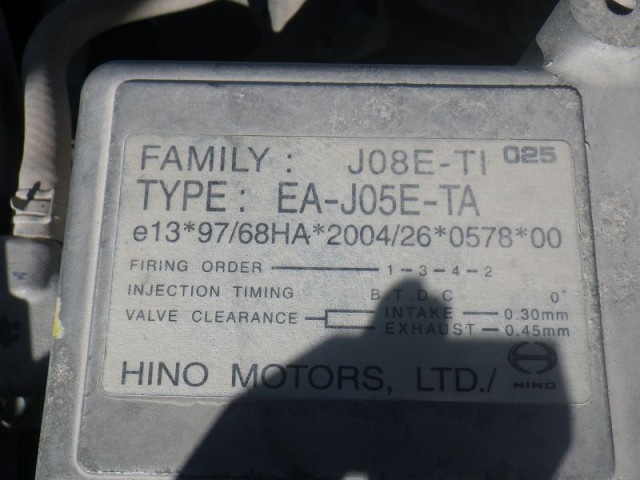 FAMILY : J08E-TI 025
TYPE : EA-J05E-TA
e13*97/68HA*2004/26*0578*00
FIRING ORDER 1-3-4-2
INJECTION TIMING B.T.D.C 0°
VALVE CLEARANCE INTAKE 0.30mm
EXHAUST 0.45mm
HINO MOTORS, LTD./ HINO